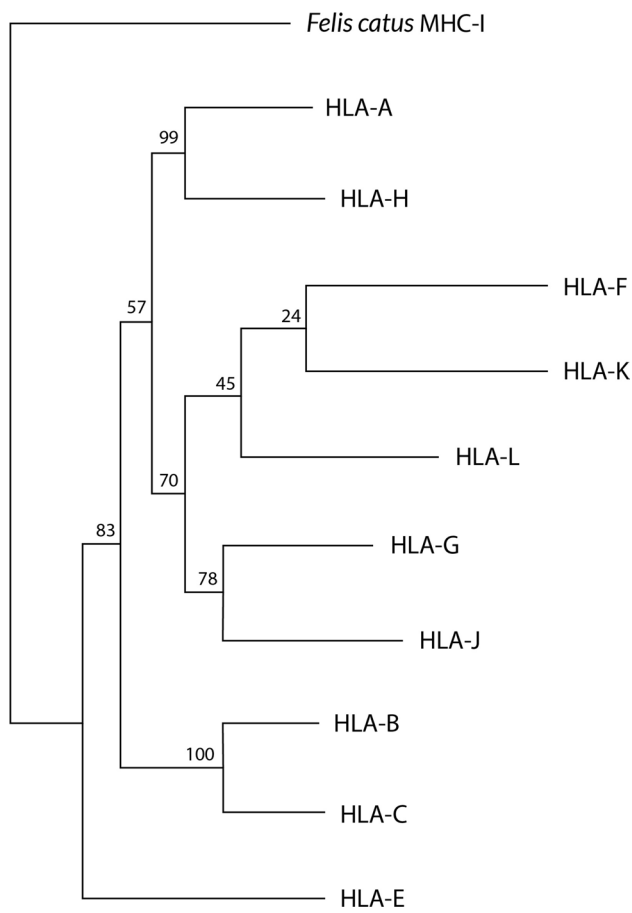 Felis catus MHC-I
HLA-A
99
HLA-H
HLA-F
57
24
HLA-K
45
HLA-L
70
83
HLA-G
78
HLA-J
HLA-B
100
HLA-C
HLA-E